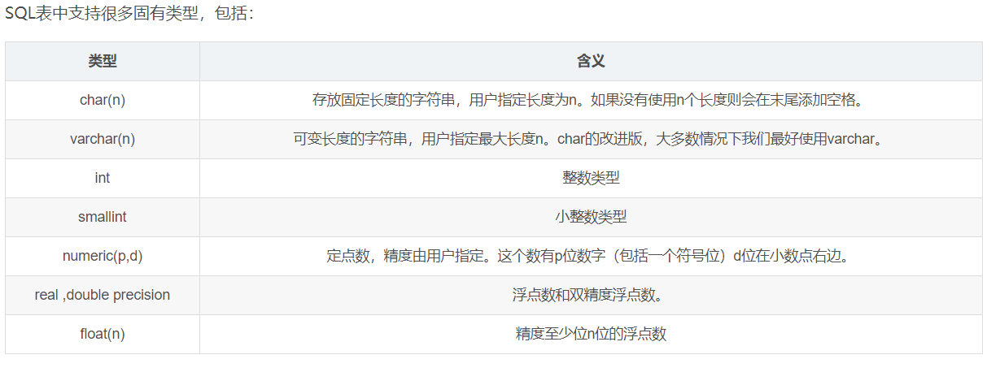 SQL表中支持很多固有类型，包括：
类型 含义
char(n) 存放固定长度的字符串，用户指定长度为n。如果没有使用n个长度则会在末尾添加空格。
varchar(n) 可变长度的字符串，用户指定最大长度n。char的改进版，大多数情况下我们最好使用varchar。
int 整数类型
smallint 小整数类型
numeric(p,d) 定点数，精度由用户指定。这个数有p位数字（包括一个符号位）d位在小数点右边。
real ,double precision 浮点数和双精度浮点数。
float(n) 精度至少位n位的浮点数